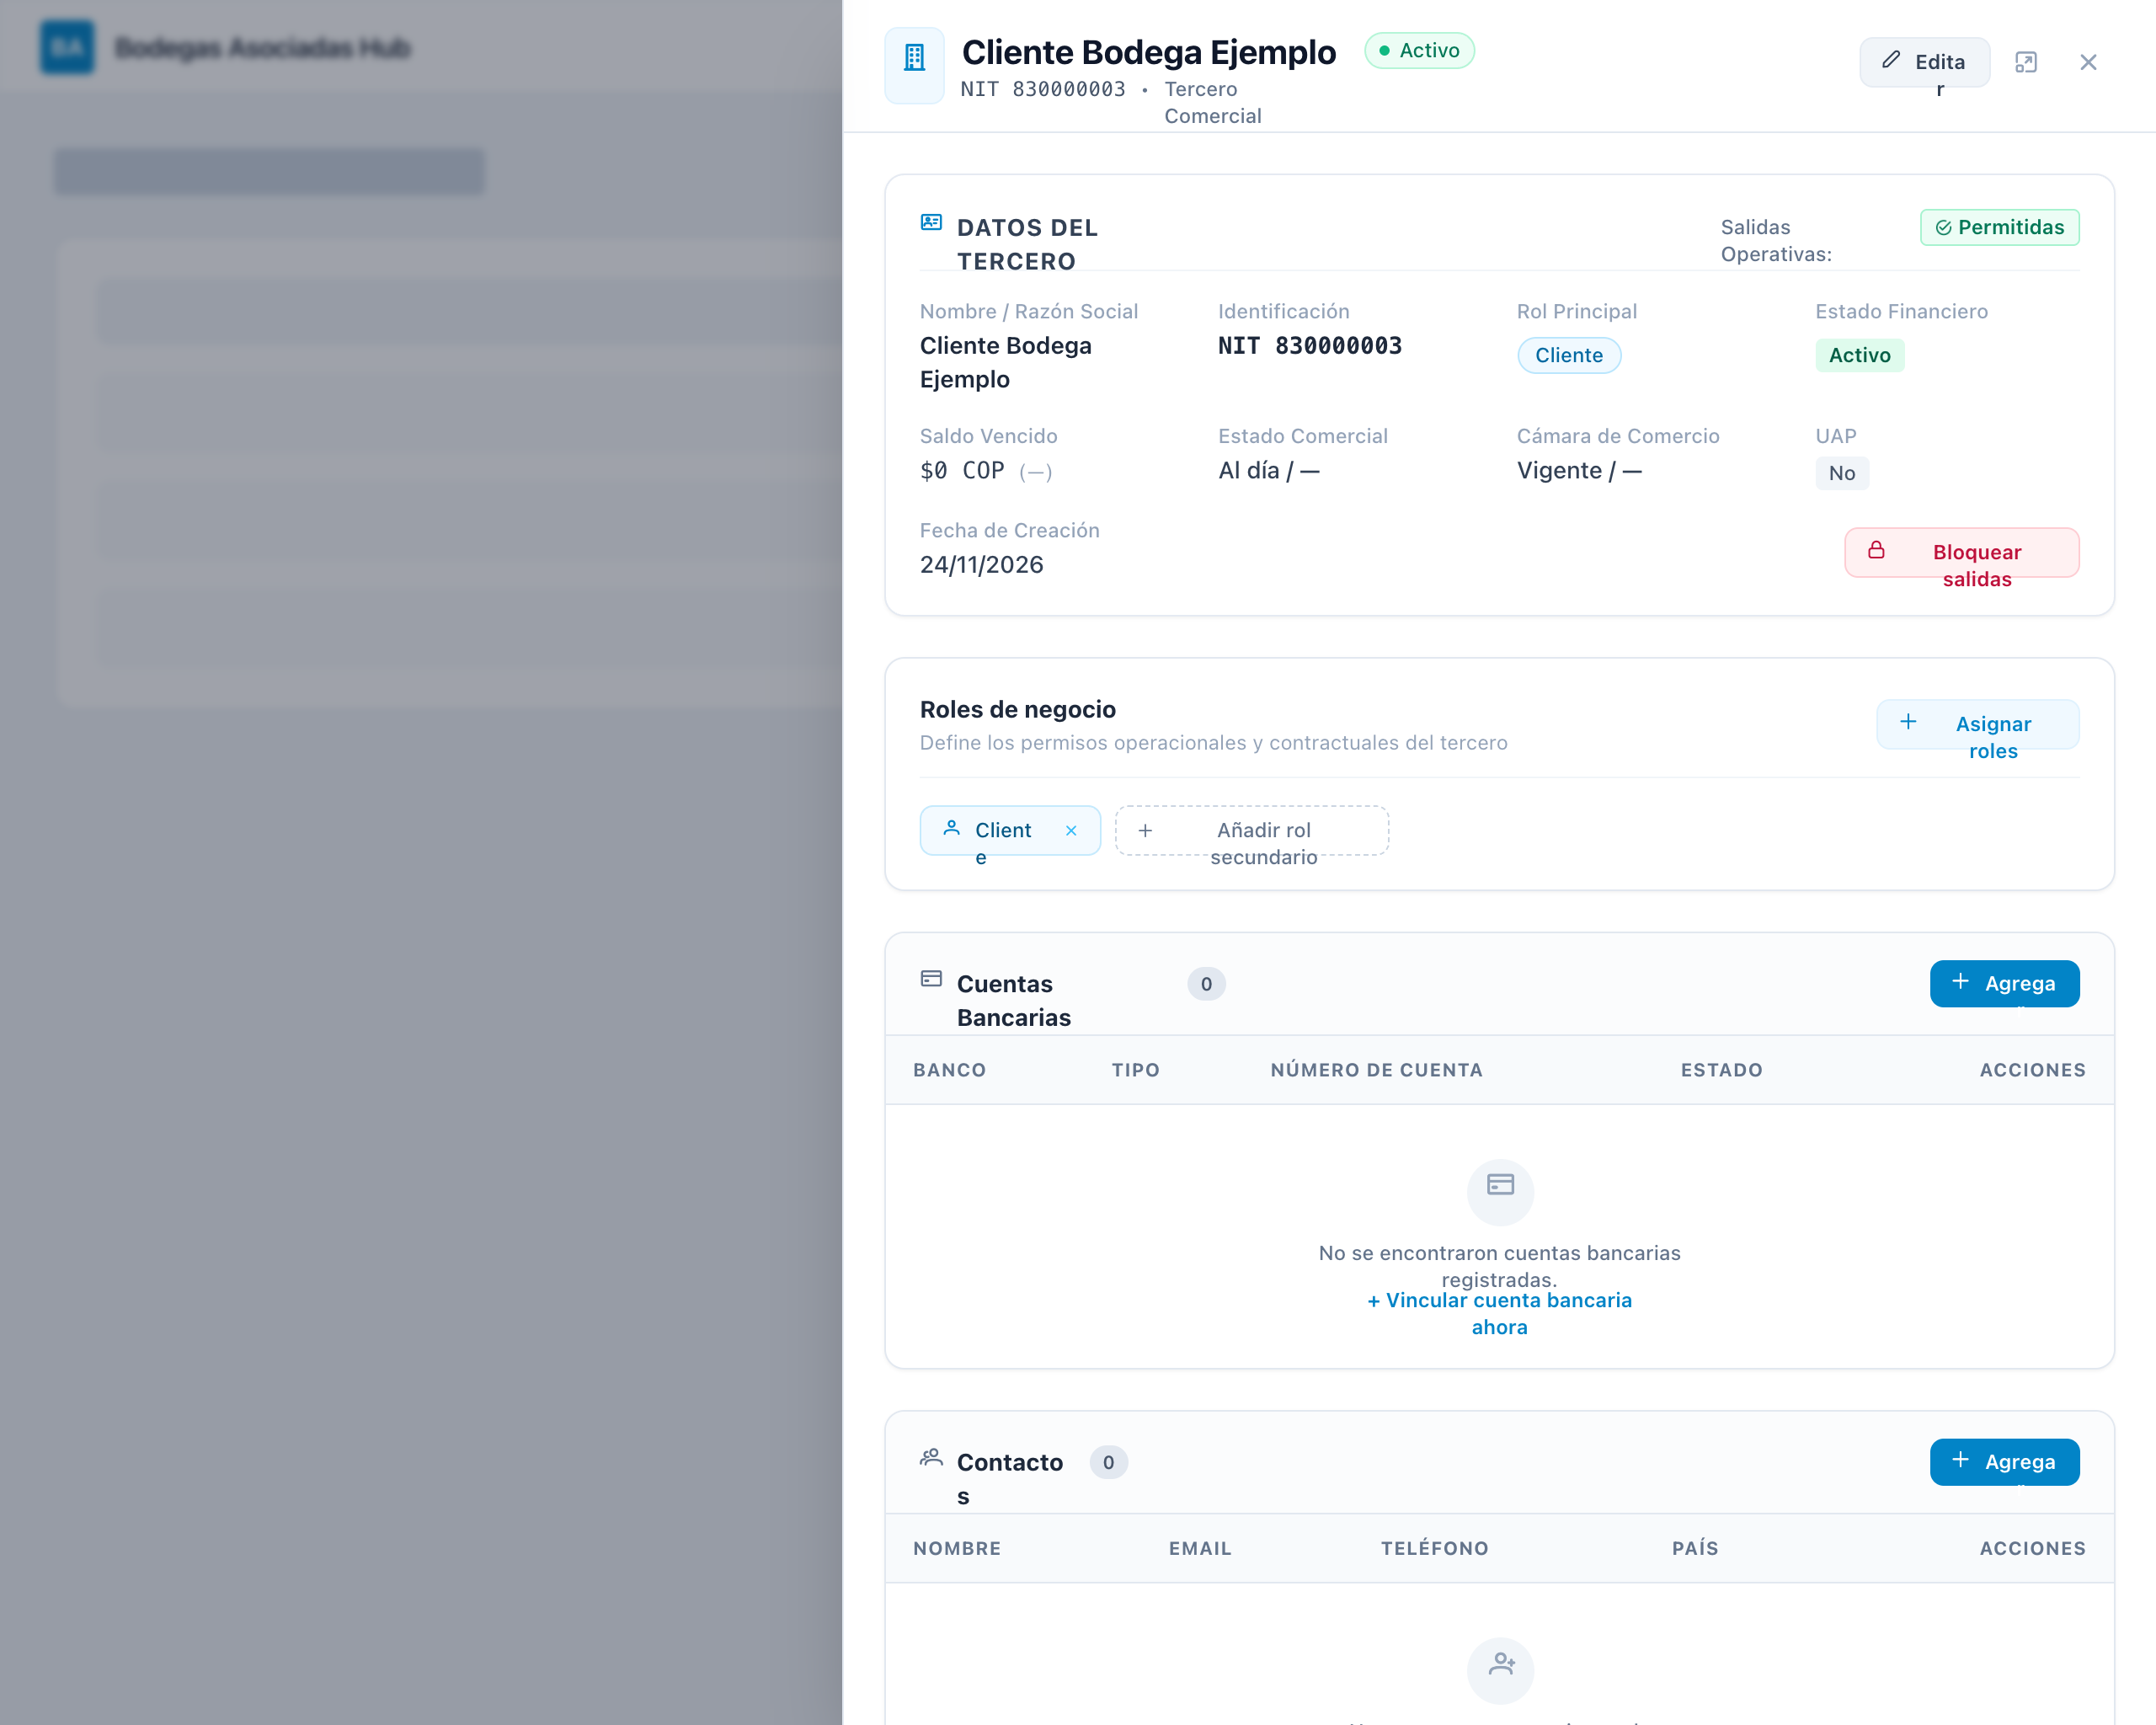 BA Bodegas Asociadas Hub
Cliente Bodega Ejemplo
Activo
NIT 830000003 • Tercero
Comercial
Edita
r
DATOS DEL
TERCERO
Salidas
Operativas:
Permitidas
Nombre / Razón Social
Cliente Bodega
Ejemplo
Identificación
NIT 830000003
Rol Principal
Cliente
Estado Financiero
Activo
Saldo Vencido
$0 COP (—)
Estado Comercial
Al día / —
Cámara de Comercio
Vigente / —
UAP
No
Fecha de Creación
24/11/2026
Bloquear
salidas
Roles de negocio
Define los permisos operacionales y contractuales del tercero
+ Asignar
roles
Client
e
×
+ Añadir rol
secundario
Cuentas
Bancarias
0
+ Agrega
BANCO TIPO NÚMERO DE CUENTA ESTADO ACCIONES
No se encontraron cuentas bancarias
registradas.
+ Vincular cuenta bancaria
ahora
Contacto
s
0
+ Agrega
NOMBRE EMAIL TELÉFONO PAÍS ACCIONES